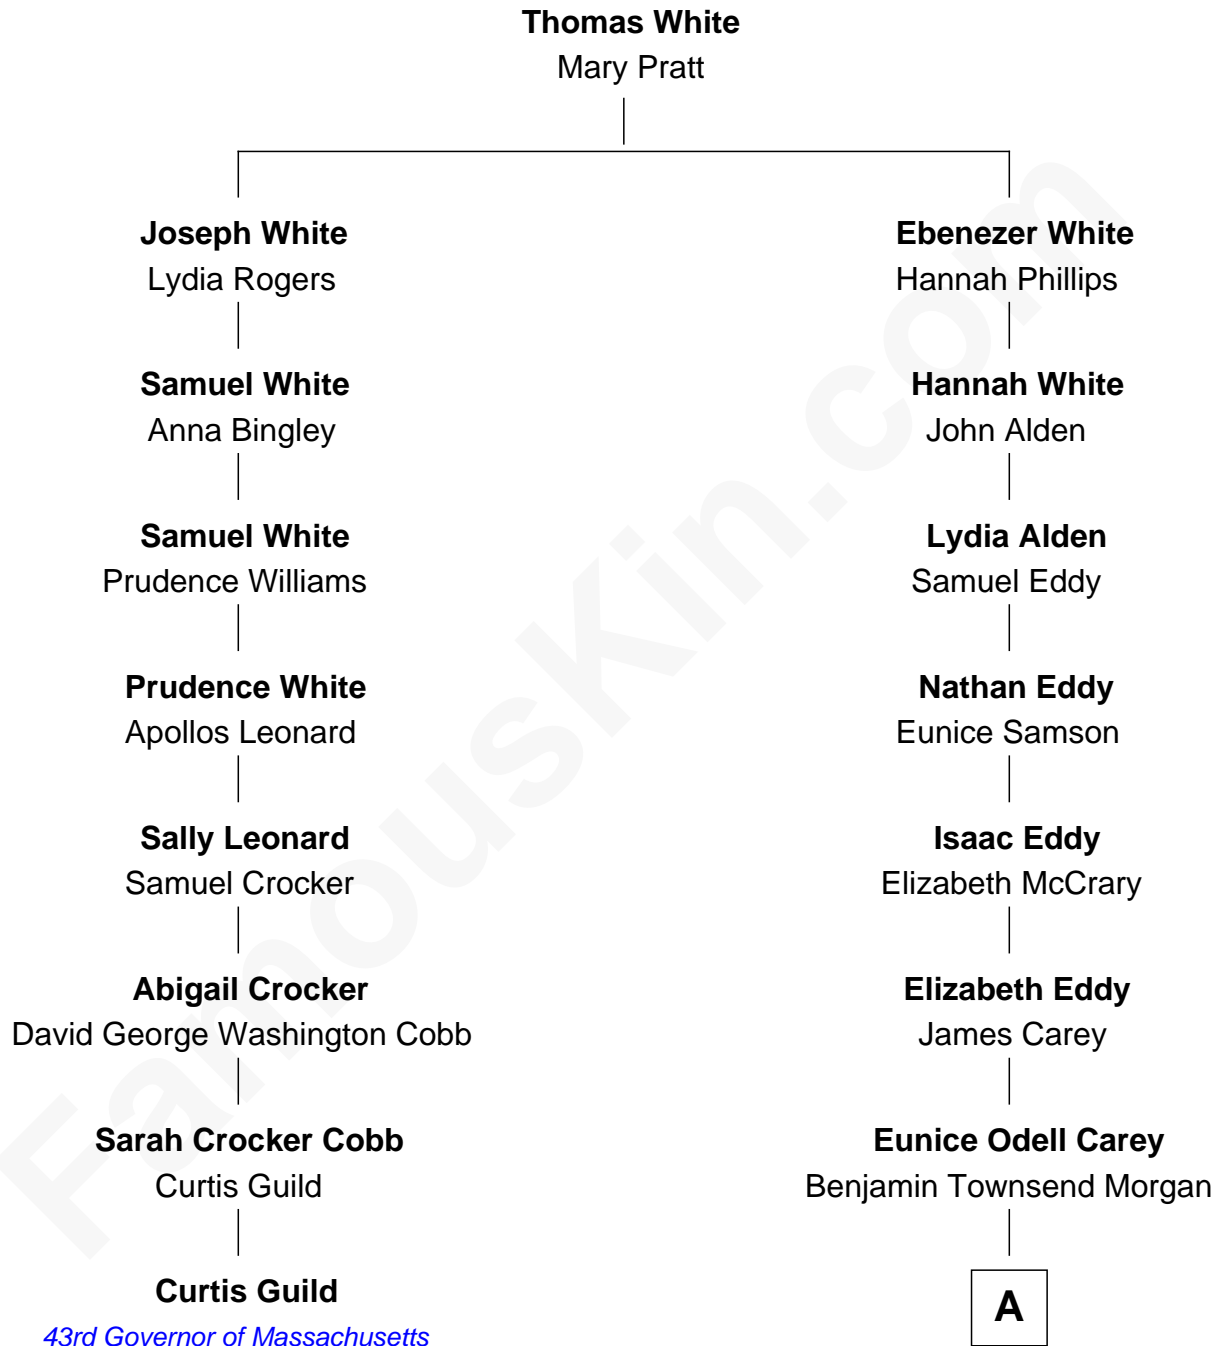 Thomas White
Mary Pratt
Joseph White
Lydia Rogers
Samuel White
Anna Bingley
Samuel White
Prudence Williams
Prudence White
Apollos Leonard
Sally Leonard
Samuel Crocker
Abigail Crocker
David George Washington Cobb
Sarah Crocker Cobb
Curtis Guild
Curtis Guild
43rd Governor of Massachusetts
Ebenezer White
Hannah Phillips
Hannah White
John Alden
Lydia Alden
Samuel Eddy
Nathan Eddy
Eunice Samson
Isaac Eddy
Elizabeth McCrary
Elizabeth Eddy
James Carey
Eunice Odell Carey
Benjamin Townsend Morgan
A
FamousKin.com